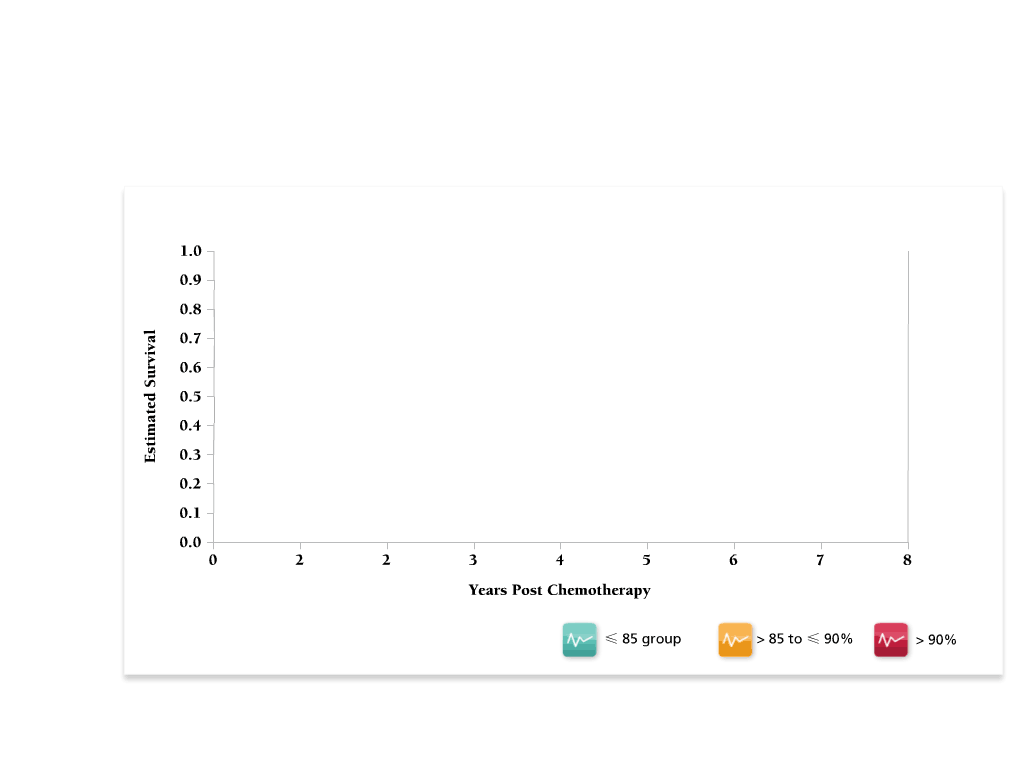 1.0
0.9
0.8
0.7
0.6
0.5
0.4
0.3
0.2
0.1
0.0
Estimated Survival
0 2 2 3 4 5 6 7 8
Years Post Chemotherapy
⩽ 85 group > 85 to ⩽ 90% > 90%